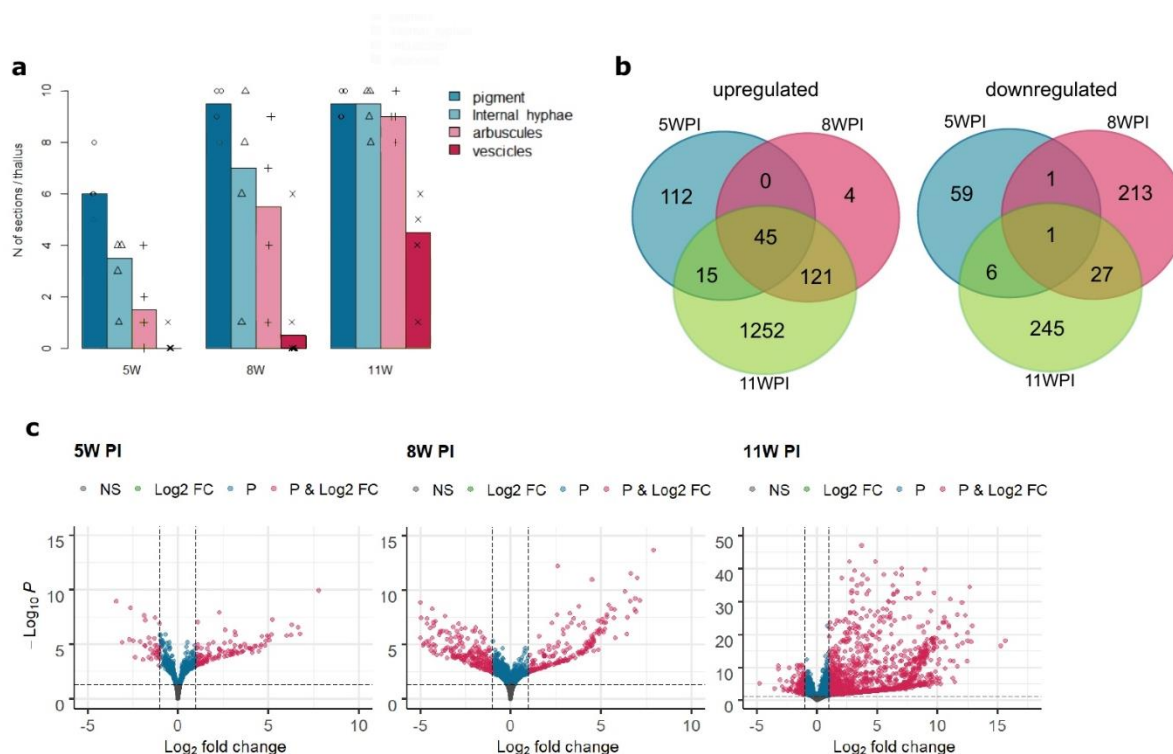 a
N of sections / thallus
10
8
6
4
2
0
5W
8W
11W
pigment
Internal hyphae
arbuscules
vescicles
b
upregulated
5WPI
8WPI
112
0
4
45
15
121
1252
11WPI
downregulated
5WPI
8WPI
59
1
213
1
6
27
245
11WPI
c
5W PI
NS Log2 FC P P & Log2 FC
– Log10 P
15
10
5
0
-5 0 5 10
Log2 fold change
8W PI
NS Log2 FC P P & Log2 FC
15
10
5
0
-5 0 5 10
Log2 fold change
11W PI
NS Log2 FC P P & Log2 FC
50
40
30
20
10
0
-5 0 5 10 15
Log2 fold change